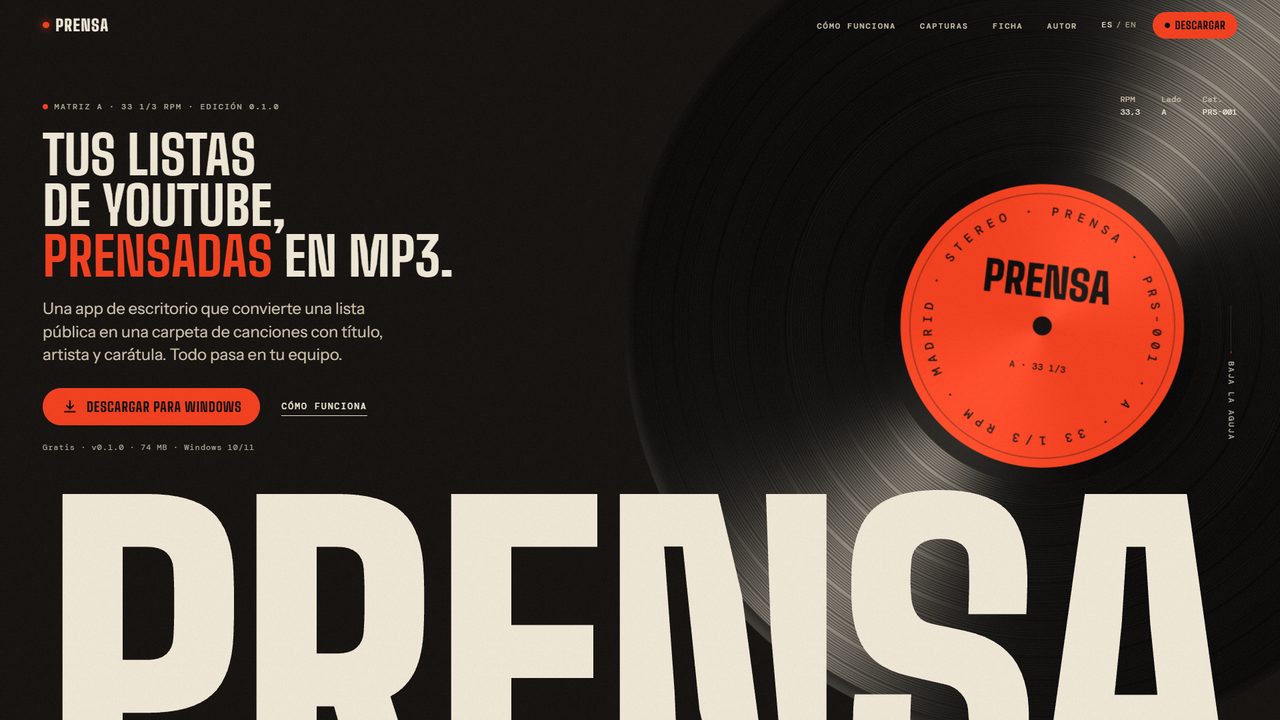 PRENSA
CÓMO FUNCIONA
CAPTURAS
FICHA
AUTOR
ES / EN
DESCARGAR
MATRIZ A · 33 1/3 RPM · EDICIÓN 0.1.0
TUS LISTAS
DE YOUTUBE,
PRENSADAS EN MP3.
Una app de escritorio que convierte una lista
pública en una carpeta de canciones con título,
artista y carátula. Todo pasa en tu equipo.
DESCARGAR PARA WINDOWS
CÓMO FUNCIONA
Gratis · v0.1.0 · 74 MB · Windows 10/11
RPM Lado Cat.
33,3 A PRS-001
STEREO · PRENSA · PRS-001 · A · 33 1/3 RPM · MADRID ·
PRENSA
A · 33 1/3
BAJA LA AGUJA
PRENSA